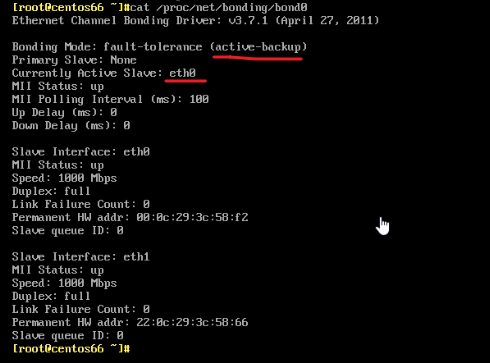 [root@centos66 ~]#cat /proc/net/bonding/bond0
Ethernet Channel Bonding Driver: v3.7.1 (April 27, 2011)
Bonding Mode: fault-tolerance (active-backup)
Primary Slave: None
Currently Active Slave: eth0
MII Status: up
MII Polling Interval (ms): 100
Up Delay (ms): 0
Down Delay (ms): 0
Slave Interface: eth0
MII Status: up
Speed: 1000 Mbps
Duplex: full
Link Failure Count: 0
Permanent HW addr: 00:0c:29:3c:58:f2
Slave queue ID: 0
Slave Interface: eth1
MII Status: up
Speed: 1000 Mbps
Duplex: full
Link Failure Count: 0
Permanent HW addr: 22:0c:29:3c:58:66
Slave queue ID: 0
[root@centos66 ~]#